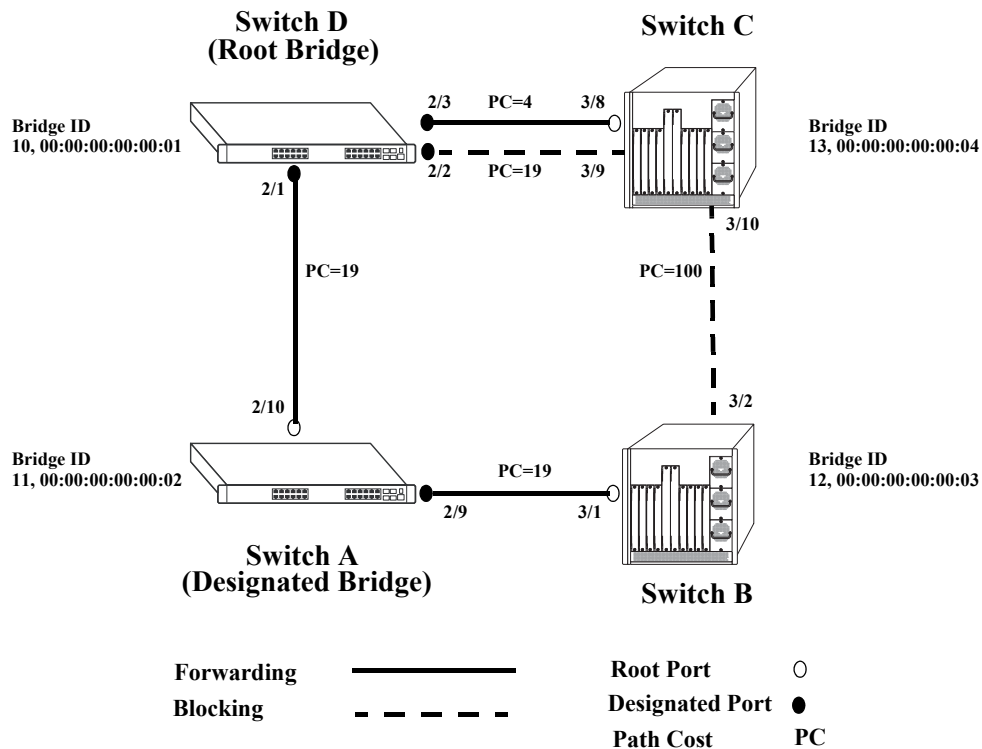 Switch D
(Root Bridge)
Switch C
2/3
PC=4
3/8
Bridge ID
10, 00:00:00:00:00:01
Bridge ID
13, 00:00:00:00:00:04
2/2
PC=19
3/9
2/1
3/10
PC=19
PC=100
2/10
3/2
Bridge ID
11, 00:00:00:00:00:02
PC=19
Bridge ID
12, 00:00:00:00:00:03
2/9
3/1
Switch A
(Designated Bridge)
Switch B
Forwarding
Root Port
Blocking
Designated Port
Path Cost
PC